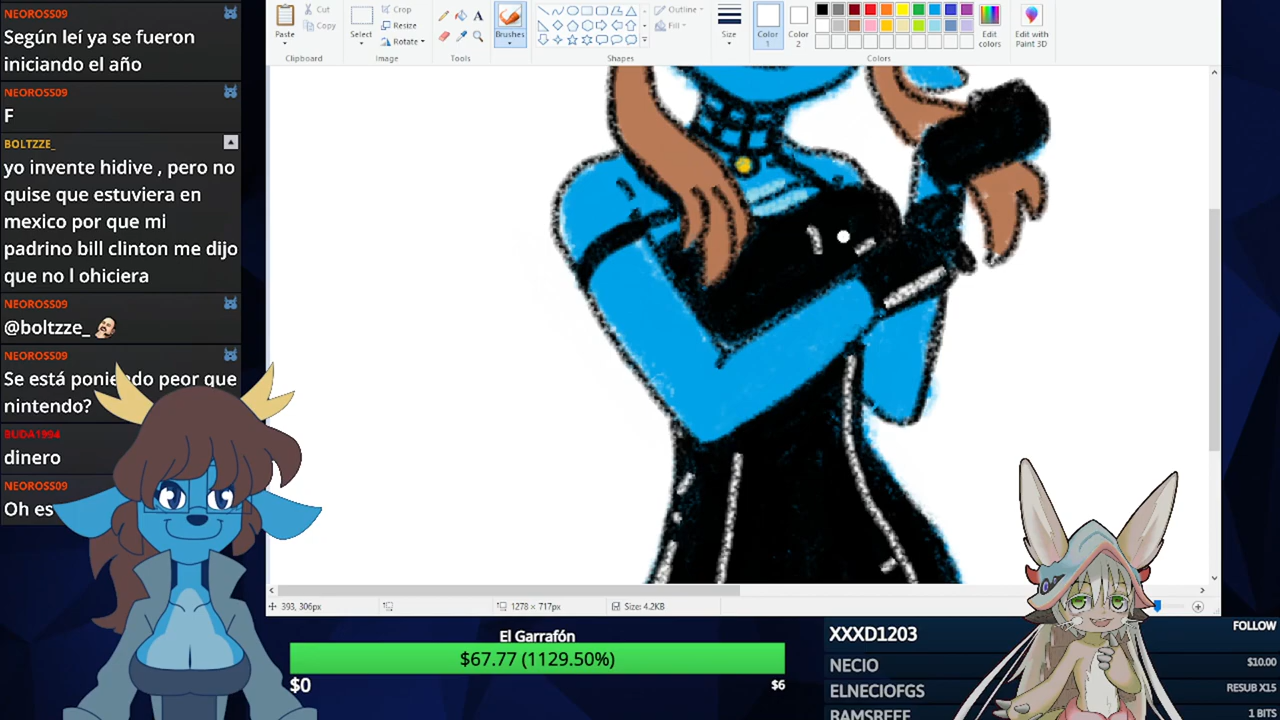 NEOROSS09
Según leí ya se fueron
iniciando el año
NEOROSS09
F
BOLTZZE_
yo invente hidive , pero no
quise que estuviera en
mexico por que mi
padrino bill clinton me dijo
que no l ohiciera
NEOROSS09
@boltzze_
NEOROSS09
Se está poniendo peor que
nintendo?
BUDA1994
dinero
NEOROSS09
Oh es
Paste
Cut
Copy
Clipboard
Select
Crop
Resize
Rotate
Image
A
Tools
Brushes
Outline
Fill
Shapes
Size
Color
1
Color
2
Edit
colors
Edit with
Paint 3D
Colors
393, 306px
1278 × 717px
Size: 4.2KB
El Garrafón
$67.77 (1129.50%)
$0
$6
XXXD1203
FOLLOW
NECIO
$10.00
ELNECIOFGS
RESUB X15
RAMSREEE
1 BITS